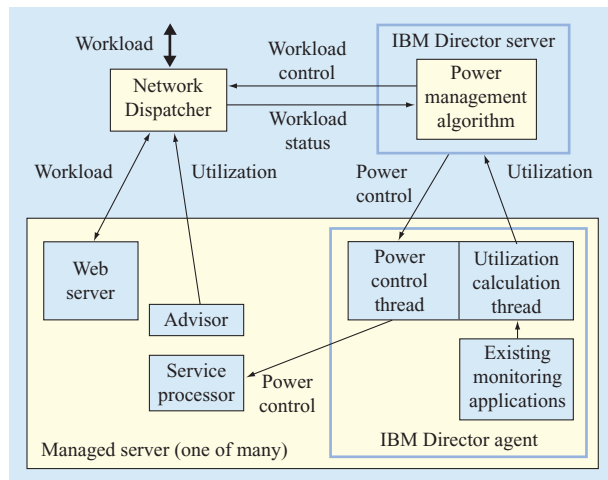 Workload
Network
Dispatcher
Workload
control
Workload
status
IBM Director server
Power
management
algorithm
Workload
Utilization
Power
control
Utilization
Web
server
Advisor
Service
processor
Power
control
Power
control
thread
Utilization
calculation
thread
Existing
monitoring
applications
IBM Director agent
Managed server (one of many)